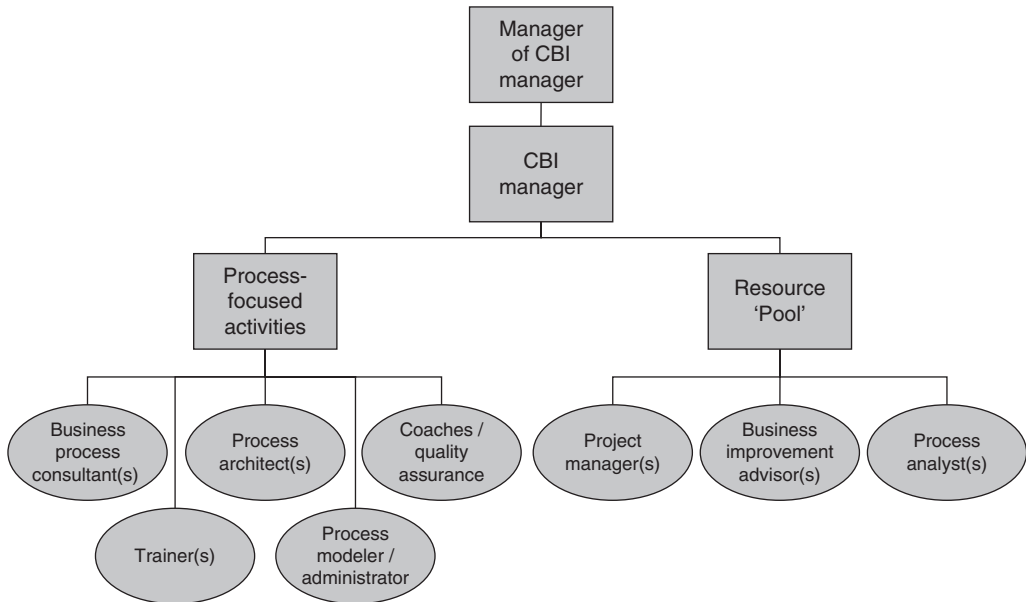 Manager
of CBI
manager
CBI
manager
Process-
focused
activities
Resource
‘Pool’
Business
process
consultant(s)
Process
architect(s)
Coaches /
quality
assurance
Project
manager(s)
Business
improvement
advisor(s)
Process
analyst(s)
Trainer(s)
Process
modeler /
administrator